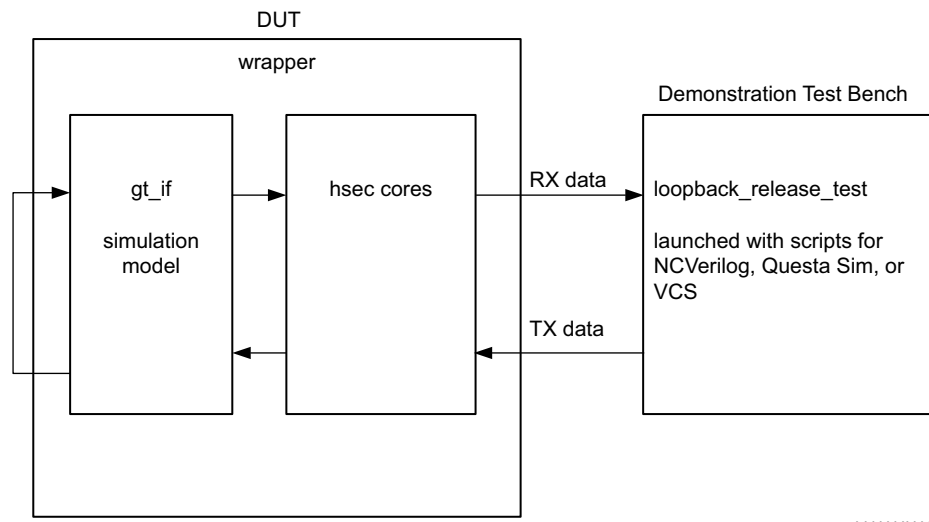 DUT
wrapper
Demonstration Test Bench
gt_if
simulation
model
hsec cores
RX data
TX data
loopback_release_test
launched with scripts for
NCVerilog, Questa Sim, or
VCS